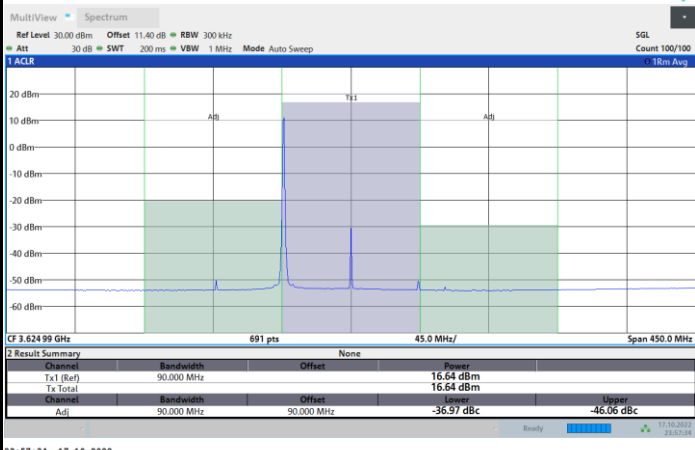 MultiView Spectrum
Ref Level 30.00 dBm Offset 11.40 dB RBW 300 kHz SGL
Att 30 dB SWT 200 ms VBW 1 MHz Mode Auto Sweep Count 100/100
1 ACLR 1Rm Avg
20 dBm
Tx1
10 dBm Adj Adj
0 dBm
-10 dBm
-20 dBm
-30 dBm
-40 dBm
-50 dBm
-60 dBm
CF 3.624 99 GHz 691 pts 45.0 MHz/ Span 450.0 MHz
2 Result Summary None
Channel Bandwidth Offset Power
Tx1 (Ref) 90.000 MHz 16.64 dBm
Tx Total 16.64 dBm
Channel Bandwidth Offset Lower Upper
Adj 90.000 MHz 90.000 MHz -36.97 dBc -46.06 dBc
Ready 17.10.2022
23:57:34